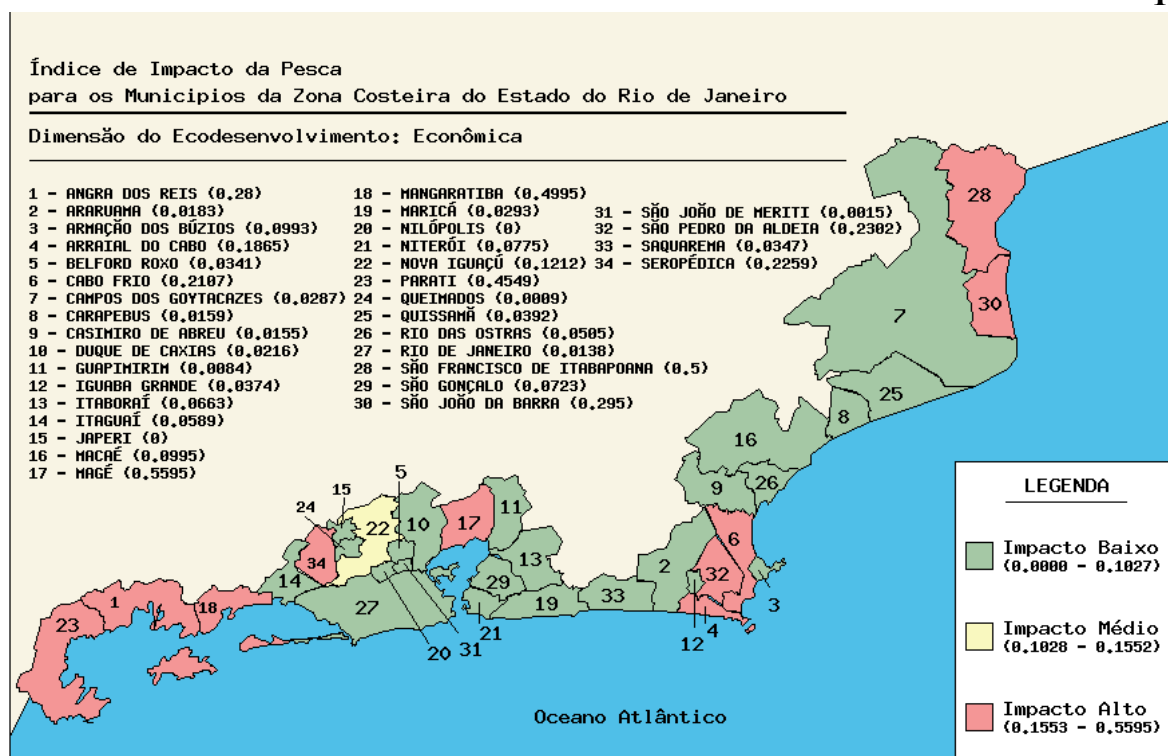 Índice de Impacto da Pesca
para os Municipios da Zona Costeira do Estado do Rio de Janeiro
Dimensão do Ecodesenvolvimento: Econômica
1 - ANGRA DOS REIS (0.28)
2 - ARARUAMA (0.0183)
3 - ARMAÇÃO DOS BÚZIOS (0.0993)
4 - ARRAIAL DO CABO (0.1865)
5 - BELFORD ROXO (0.0341)
6 - CABO FRIO (0.2107)
7 - CAMPOS DOS GOYTACAZES (0.0287)
8 - CARAPEBUS (0.0159)
9 - CASIMIRO DE ABREU (0.0155)
10 - DUQUE DE CAXIAS (0.0216)
11 - GUAPIMIRIM (0.0084)
12 - IGUABA GRANDE (0.0374)
13 - ITABORAÍ (0.0663)
14 - ITAGUAÍ (0.0589)
15 - JAPERI (0)
16 - MACAÉ (0.0995)
17 - MAGÉ (0.5595)
18 - MANGARATIBA (0.4995)
19 - MARICÁ (0.0293)
20 - NILÓPOLIS (0)
21 - NITERÓI (0.0775)
22 - NOVA IGUAÇÚ (0.1212)
23 - PARATI (0.4549)
24 - QUEIMADOS (0.0009)
25 - QUISSAMÃ (0.0392)
26 - RIO DAS OSTRAS (0.0505)
27 - RIO DE JANEIRO (0.0138)
28 - SÃO FRANCISCO DE ITABAPOANA (0.5)
29 - SÃO GONÇALO (0.0723)
30 - SÃO JOÃO DA BARRA (0.295)
31 - SÃO JOÃO DE MERITI (0.0015)
32 - SÃO PEDRO DA ALDEIA (0.2302)
33 - SAQUAREMA (0.0347)
34 - SEROPÉDICA (0.2259)
28
30
7
25
8
16
26
9
5
15
24
22
10
17
11
6
34
13
2
32
14
29
3
1
18
23
27
19
33
21
12
4
20
31
Oceano Atlântico
LEGENDA
Impacto Baixo
(0.0000 - 0.1027)
Impacto Médio
(0.1028 - 0.1552)
Impacto Alto
(0.1553 - 0.5595)